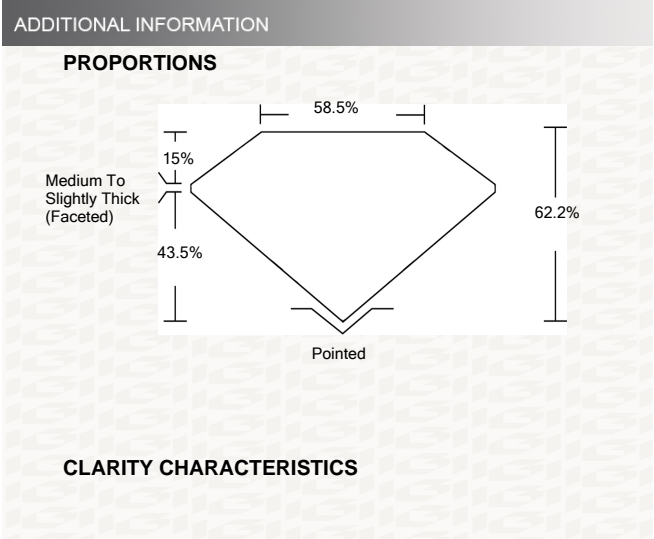 ADDITIONAL INFORMATION
PROPORTIONS
58.5%
15%
Medium To
Slightly Thick
(Faceted)
62.2%
43.5%
Pointed
CLARITY CHARACTERISTICS